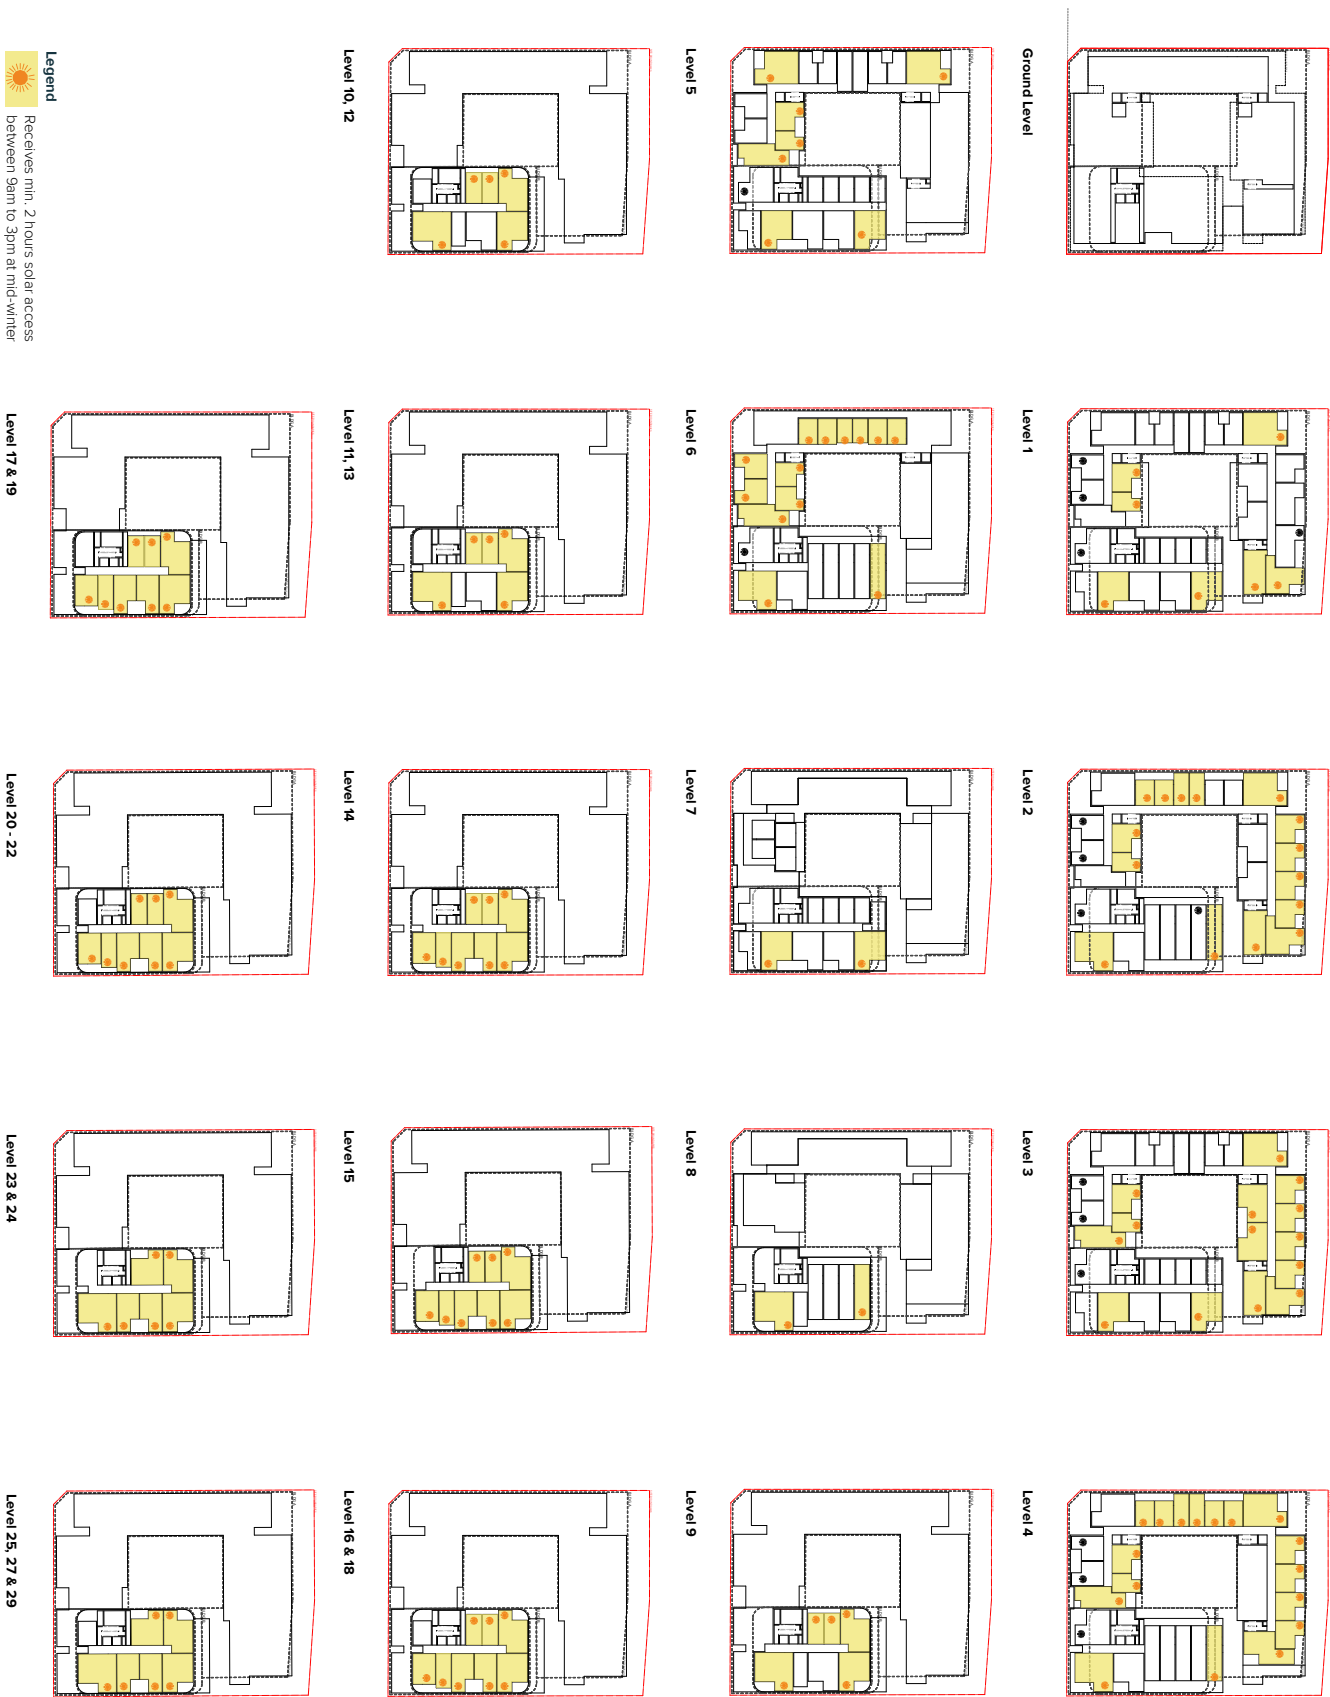 Ground Level
Level 1
Level 2
Level 3
Level 4
Level 5
Level 6
Level 7
Level 8
Level 9
Level 10, 12
Level 11, 13
Level 14
Level 15
Level 16 & 18
Level 17 & 19
Level 20 - 22
Level 23 & 24
Level 25, 27 & 29
Legend
Receives min. 2 hours solar access
between 9am to 3pm at mid-winter